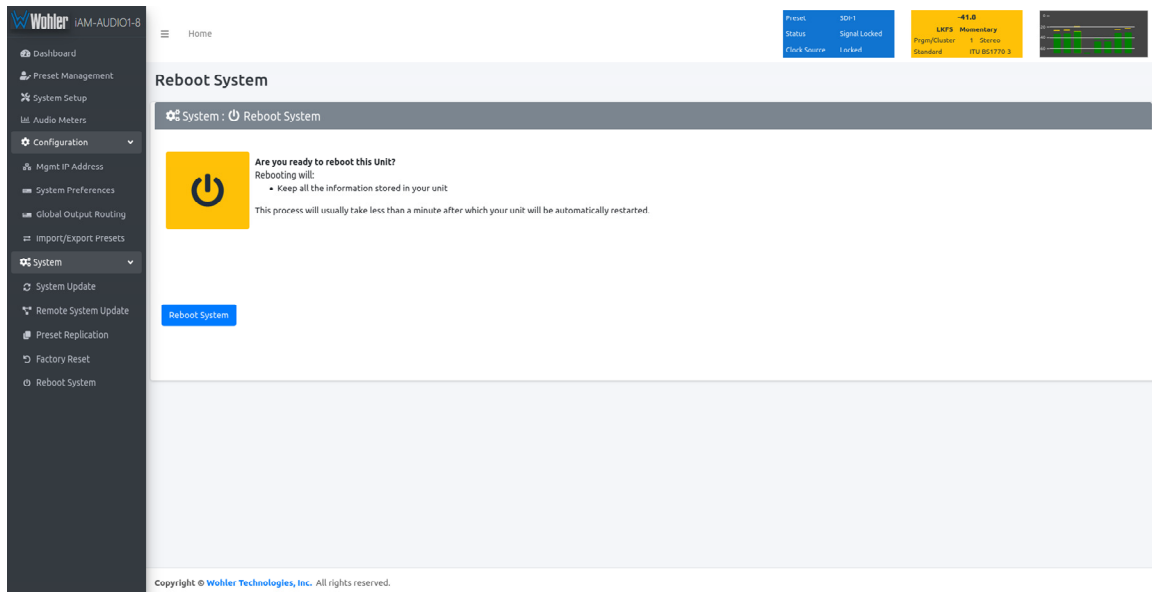 Wohler iAM-AUDIO1-8
Dashboard
Preset Management
System Setup
Audio Meters
Configuration
Mgmt IP Address
System Preferences
Global Output Routing
Import/Export Presets
System
System Update
Remote System Update
Preset Replication
Factory Reset
Reboot System
Home
Preset SDI-1
Status Signal Locked
Clock Source Locked
-41.8
LKFS Momentary
Prgm/Cluster 1 Stereo
Standard ITU BS1770 3
Reboot System
System : Reboot System
Are you ready to reboot this Unit?
Rebooting will:
• Keep all the information stored in your unit
This process will usually take less than a minute after which your unit will be automatically restarted.
Reboot System
Copyright © Wohler Technologies, Inc. All rights reserved.